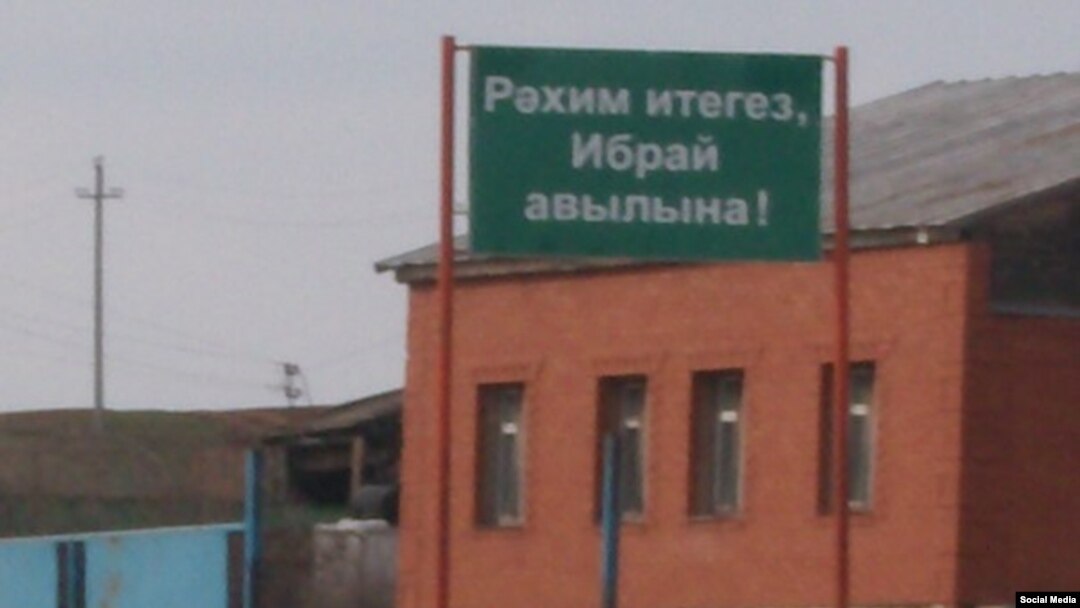 Рәхим итегез,
Ибрай
авылына!
Social Media